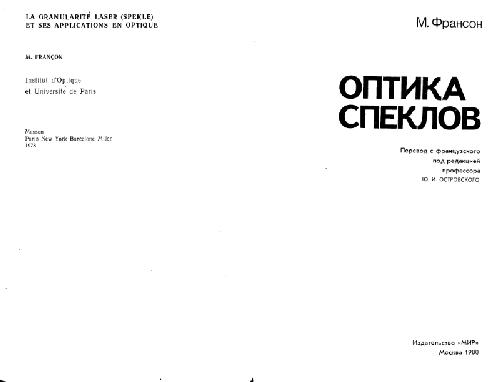 LA GRANULARITÉ LASER (SPEKLE)
ET SES APPLICATIONS EN OPTIQUE
M. FRANÇON
Institut d'Optique
et Université de Paris
Masson
Paris New York Barcelone Milan
1978
М. Франсон
ОПТИКА
СПЕКЛОВ
Перевод с французского
под редакцией
профессора
Ю. И. ОСТРОВСКОГО
Издательство «МИР»
Москва 1980